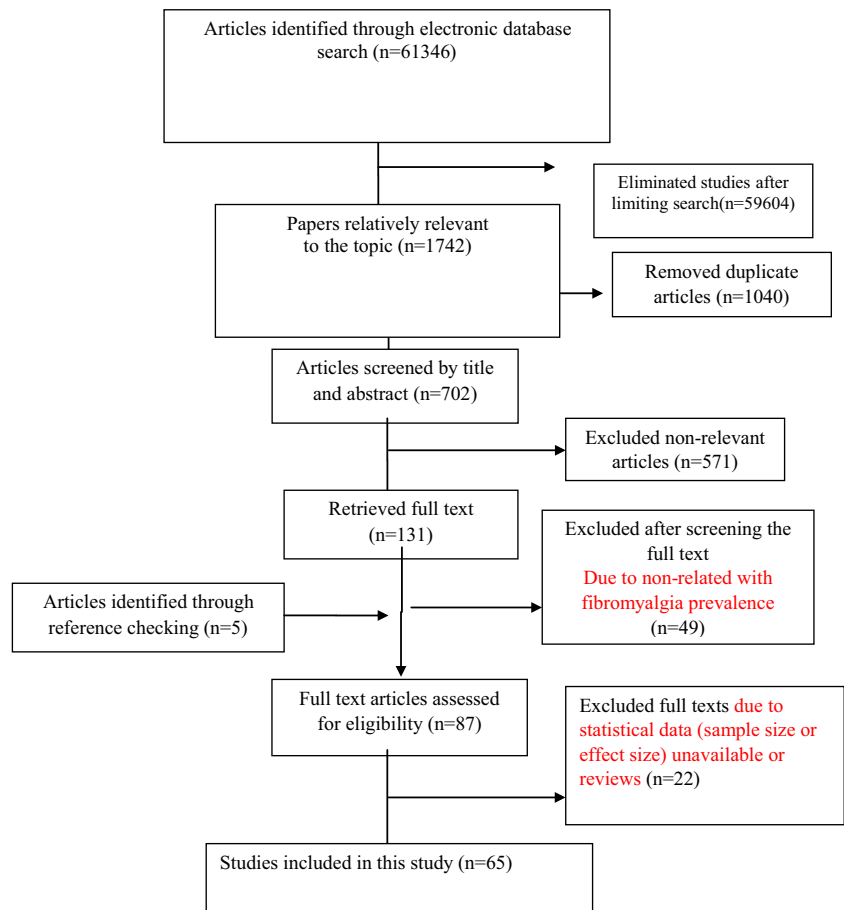 Articles identified through electronic database
search (n=61346)
Eliminated studies after
limiting search(n=59604)
Papers relatively relevant
to the topic (n=1742)
Removed duplicate
articles (n=1040)
Articles screened by title
and abstract (n=702)
Excluded non-relevant
articles (n=571)
Retrieved full text
(n=131)
Excluded after screening the
full text
Due to non-related with
fibromyalgia prevalence
(n=49)
Articles identified through
reference checking (n=5)
Full text articles assessed
for eligibility (n=87)
Excluded full texts due to
statistical data (sample size or
effect size) unavailable or
reviews (n=22)
Studies included in this study (n=65)